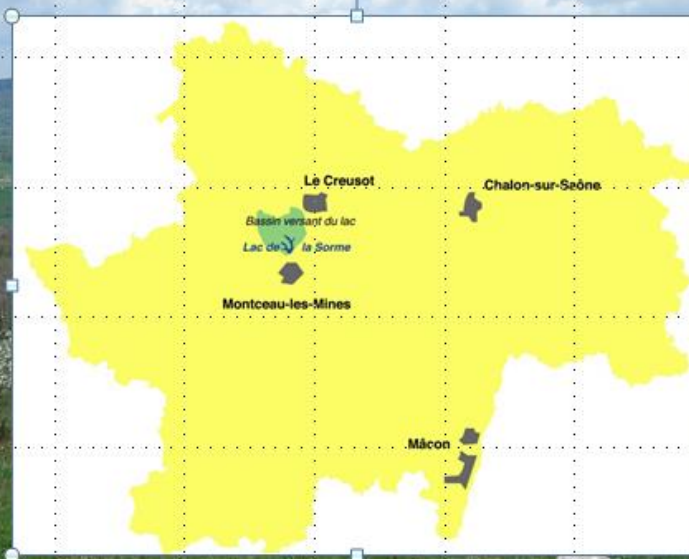 Le Creusot
Chalon-sur-Saône
Bassin versant du lac
Lac de la Sorme
Montceau-les-Mines
Mâcon